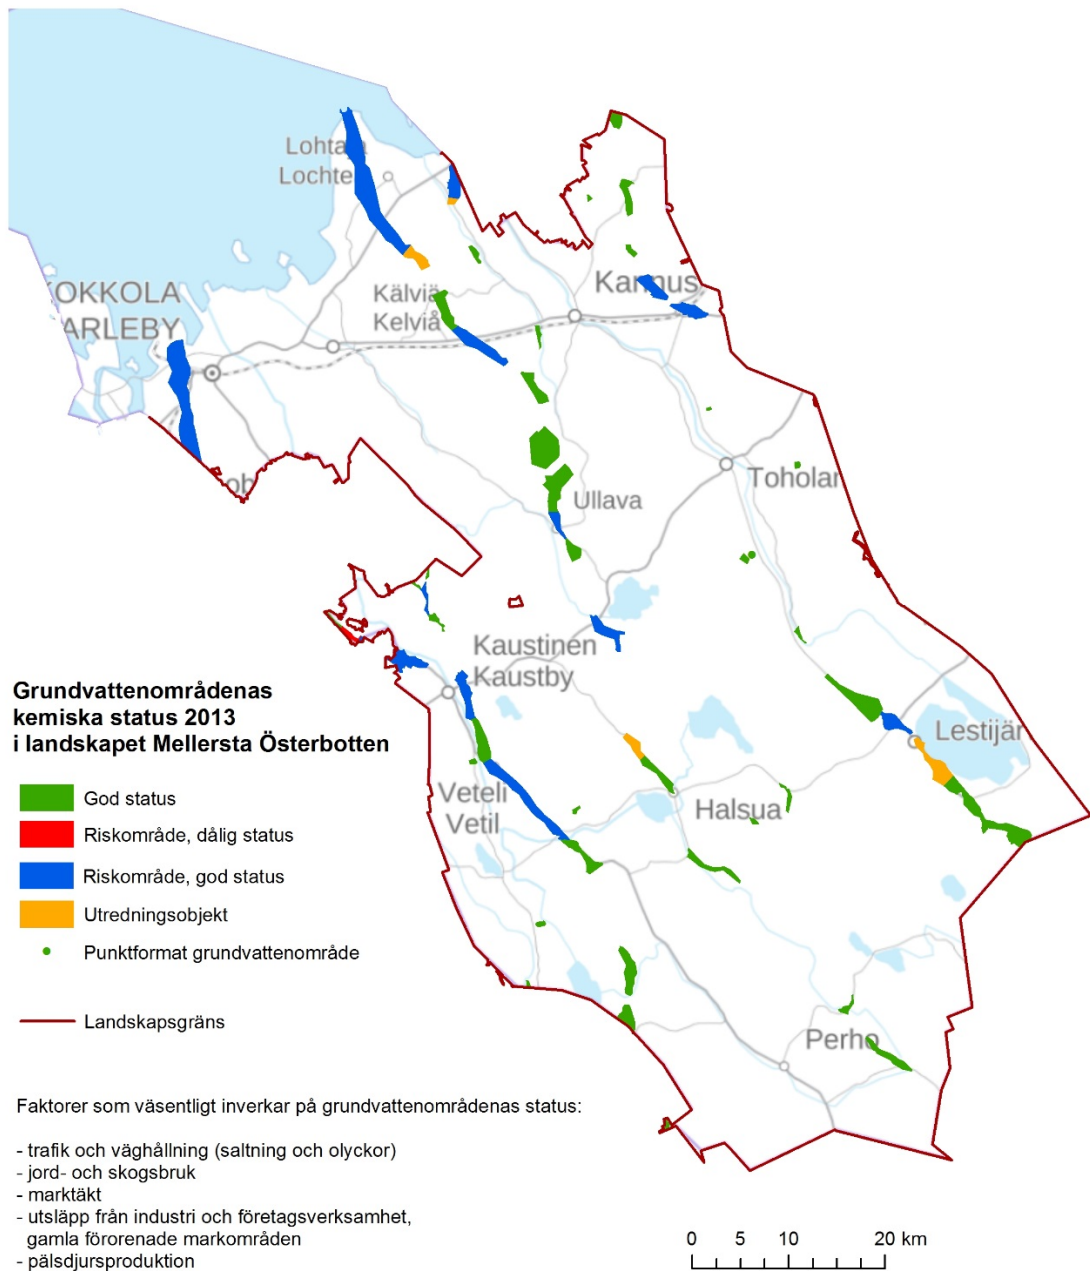 Lohtaja
Lochteå
KOKKOLA
KARLEBY
Kälviä
Kelviå
Kannus
Toholar
Ullava
ob
Kaustinen
Kaustby
Lestijär
Veteli
Vetil
Halsua
Perho
Grundvattenområdenas
kemiska status 2013
i landskapet Mellersta Österbotten
God status
Riskområde, dålig status
Riskområde, god status
Utredningsobjekt
Punktformat grundvattenområde
Landskapsgräns
Faktorer som väsentligt inverkar på grundvattenområdenas status:
- trafik och väghållning (saltning och olyckor)
- jord- och skogsbruk
- marktäkt
- utsläpp från industri och företagsverksamhet,
gamla förorenade markområden
- pälsdjursproduktion
0 5 10 20 km